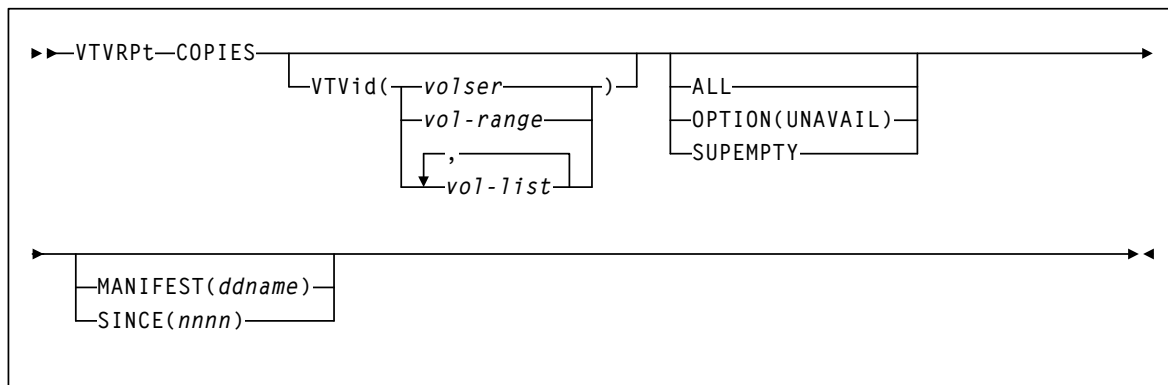 VTVRPt COPIES
VTVid( volser )
vol-range
,
vol-list
ALL
OPTION(UNAVAIL)
SUPEMPTY
MANIFEST(ddname)
SINCE(nnnn)